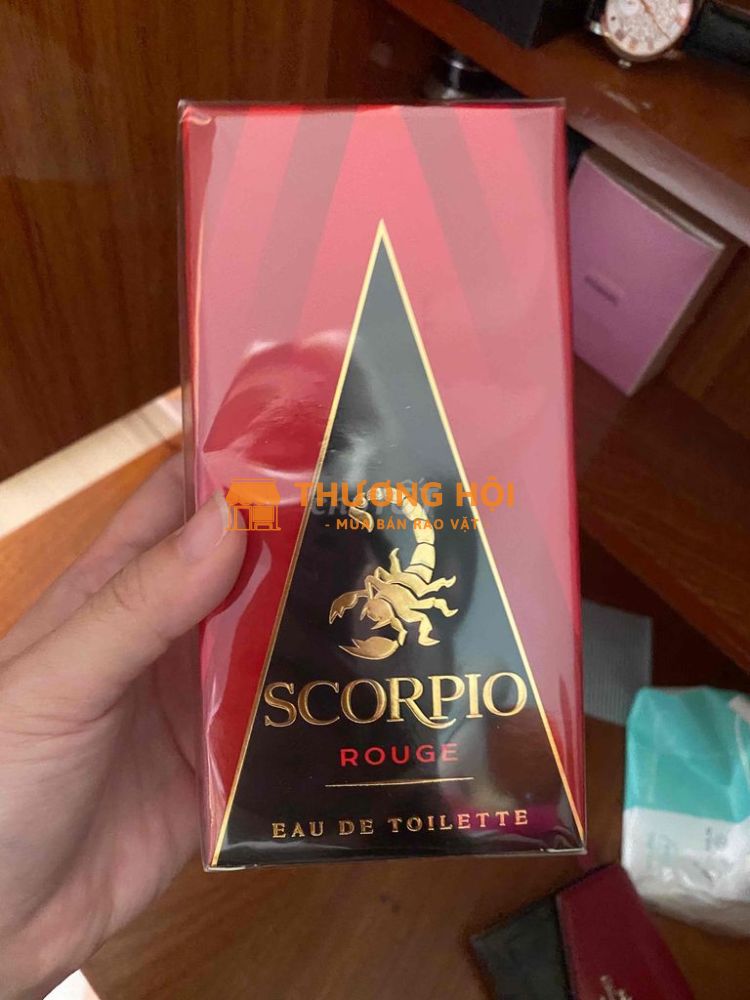 THƯƠNG HỘI
- MUA BÁN RAO VẶT -
SCORPIO
ROUGE
EAU DE TOILETTE